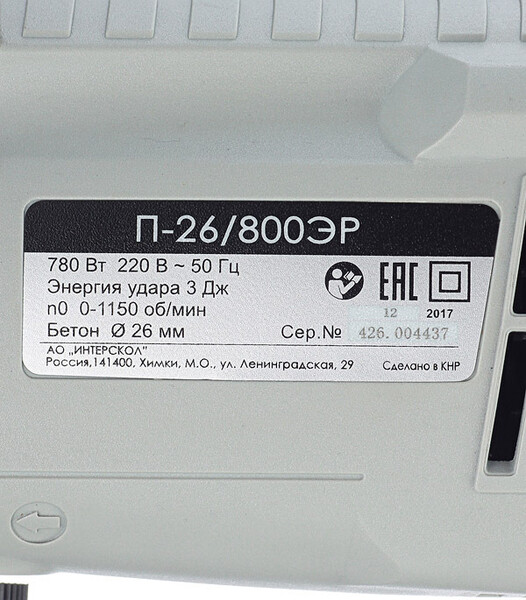 П-26/800ЭР
780 Вт 220 В ~ 50 Гц
Энергия удара 3 Дж
n0 0-1150 об/мин
Бетон Ø 26 мм
EAC
12 2017
Сер.№ 426.004437
АО „ИНТЕРСКОЛ"
Россия,141400, Химки, М.О., ул. Ленинградская, 29
Сделано в КНР